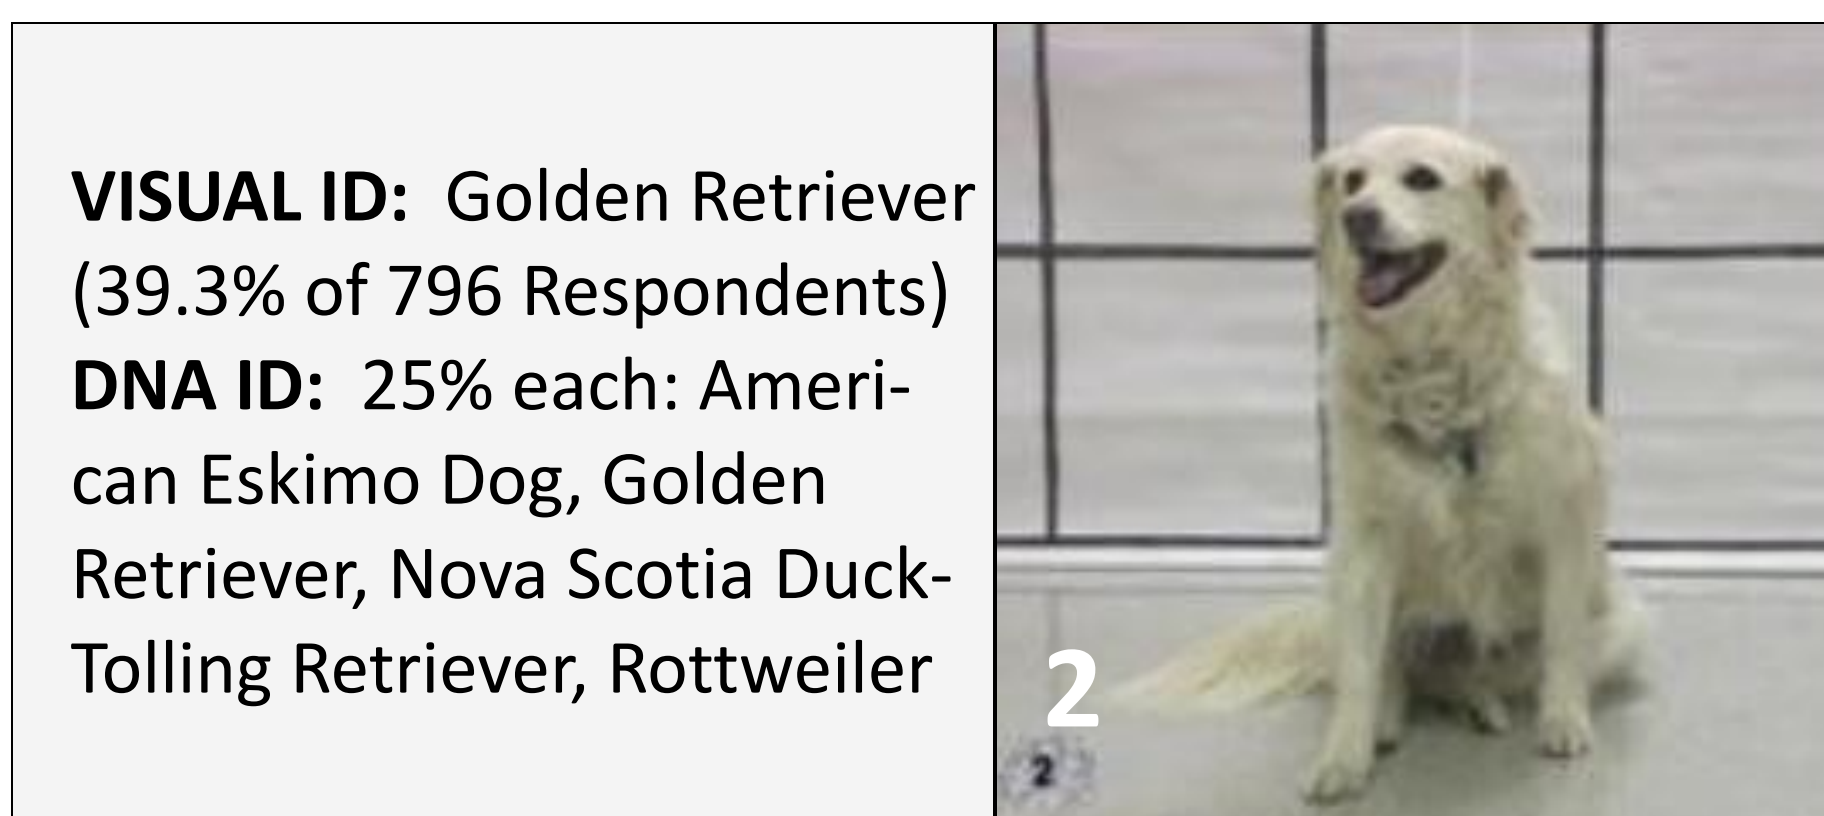 VISUAL ID:  Golden Retriever
(39.3% of 796 Respondents)
DNA ID:  25% each: Ameri-
can Eskimo Dog, Golden
Retriever, Nova Scotia Duck-
Tolling Retriever, Rottweiler
2
2